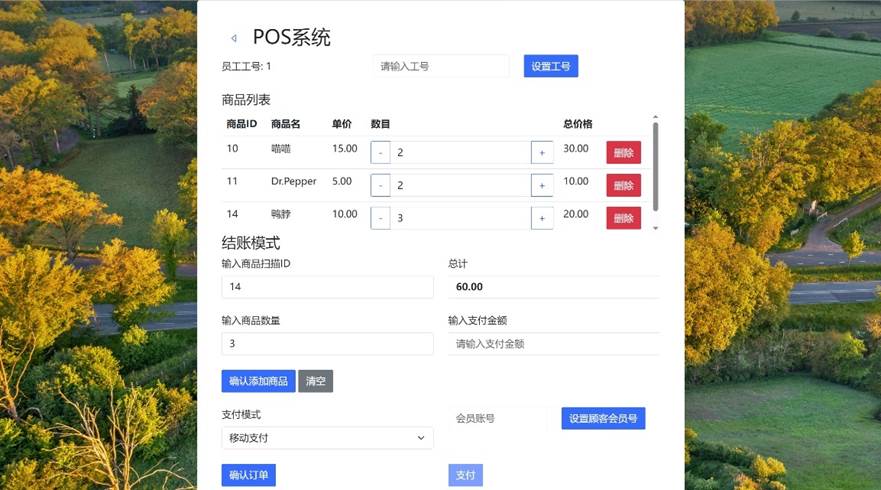 POS系统
员工工号: 1 请输入工号 设置工号
商品列表
商品ID 商品名 单价 数目 总价格
10 喵喵 15.00 - 2 + 30.00 删除
11 Dr.Pepper 5.00 - 2 + 10.00 删除
14 鸭脖 10.00 - 3 + 20.00 删除
结账模式
输入商品扫描ID 总计
14 60.00
输入商品数量 输入支付金额
3 请输入支付金额
确认添加商品 清空
支付模式 会员账号 设置顾客会员号
移动支付
确认订单 支付